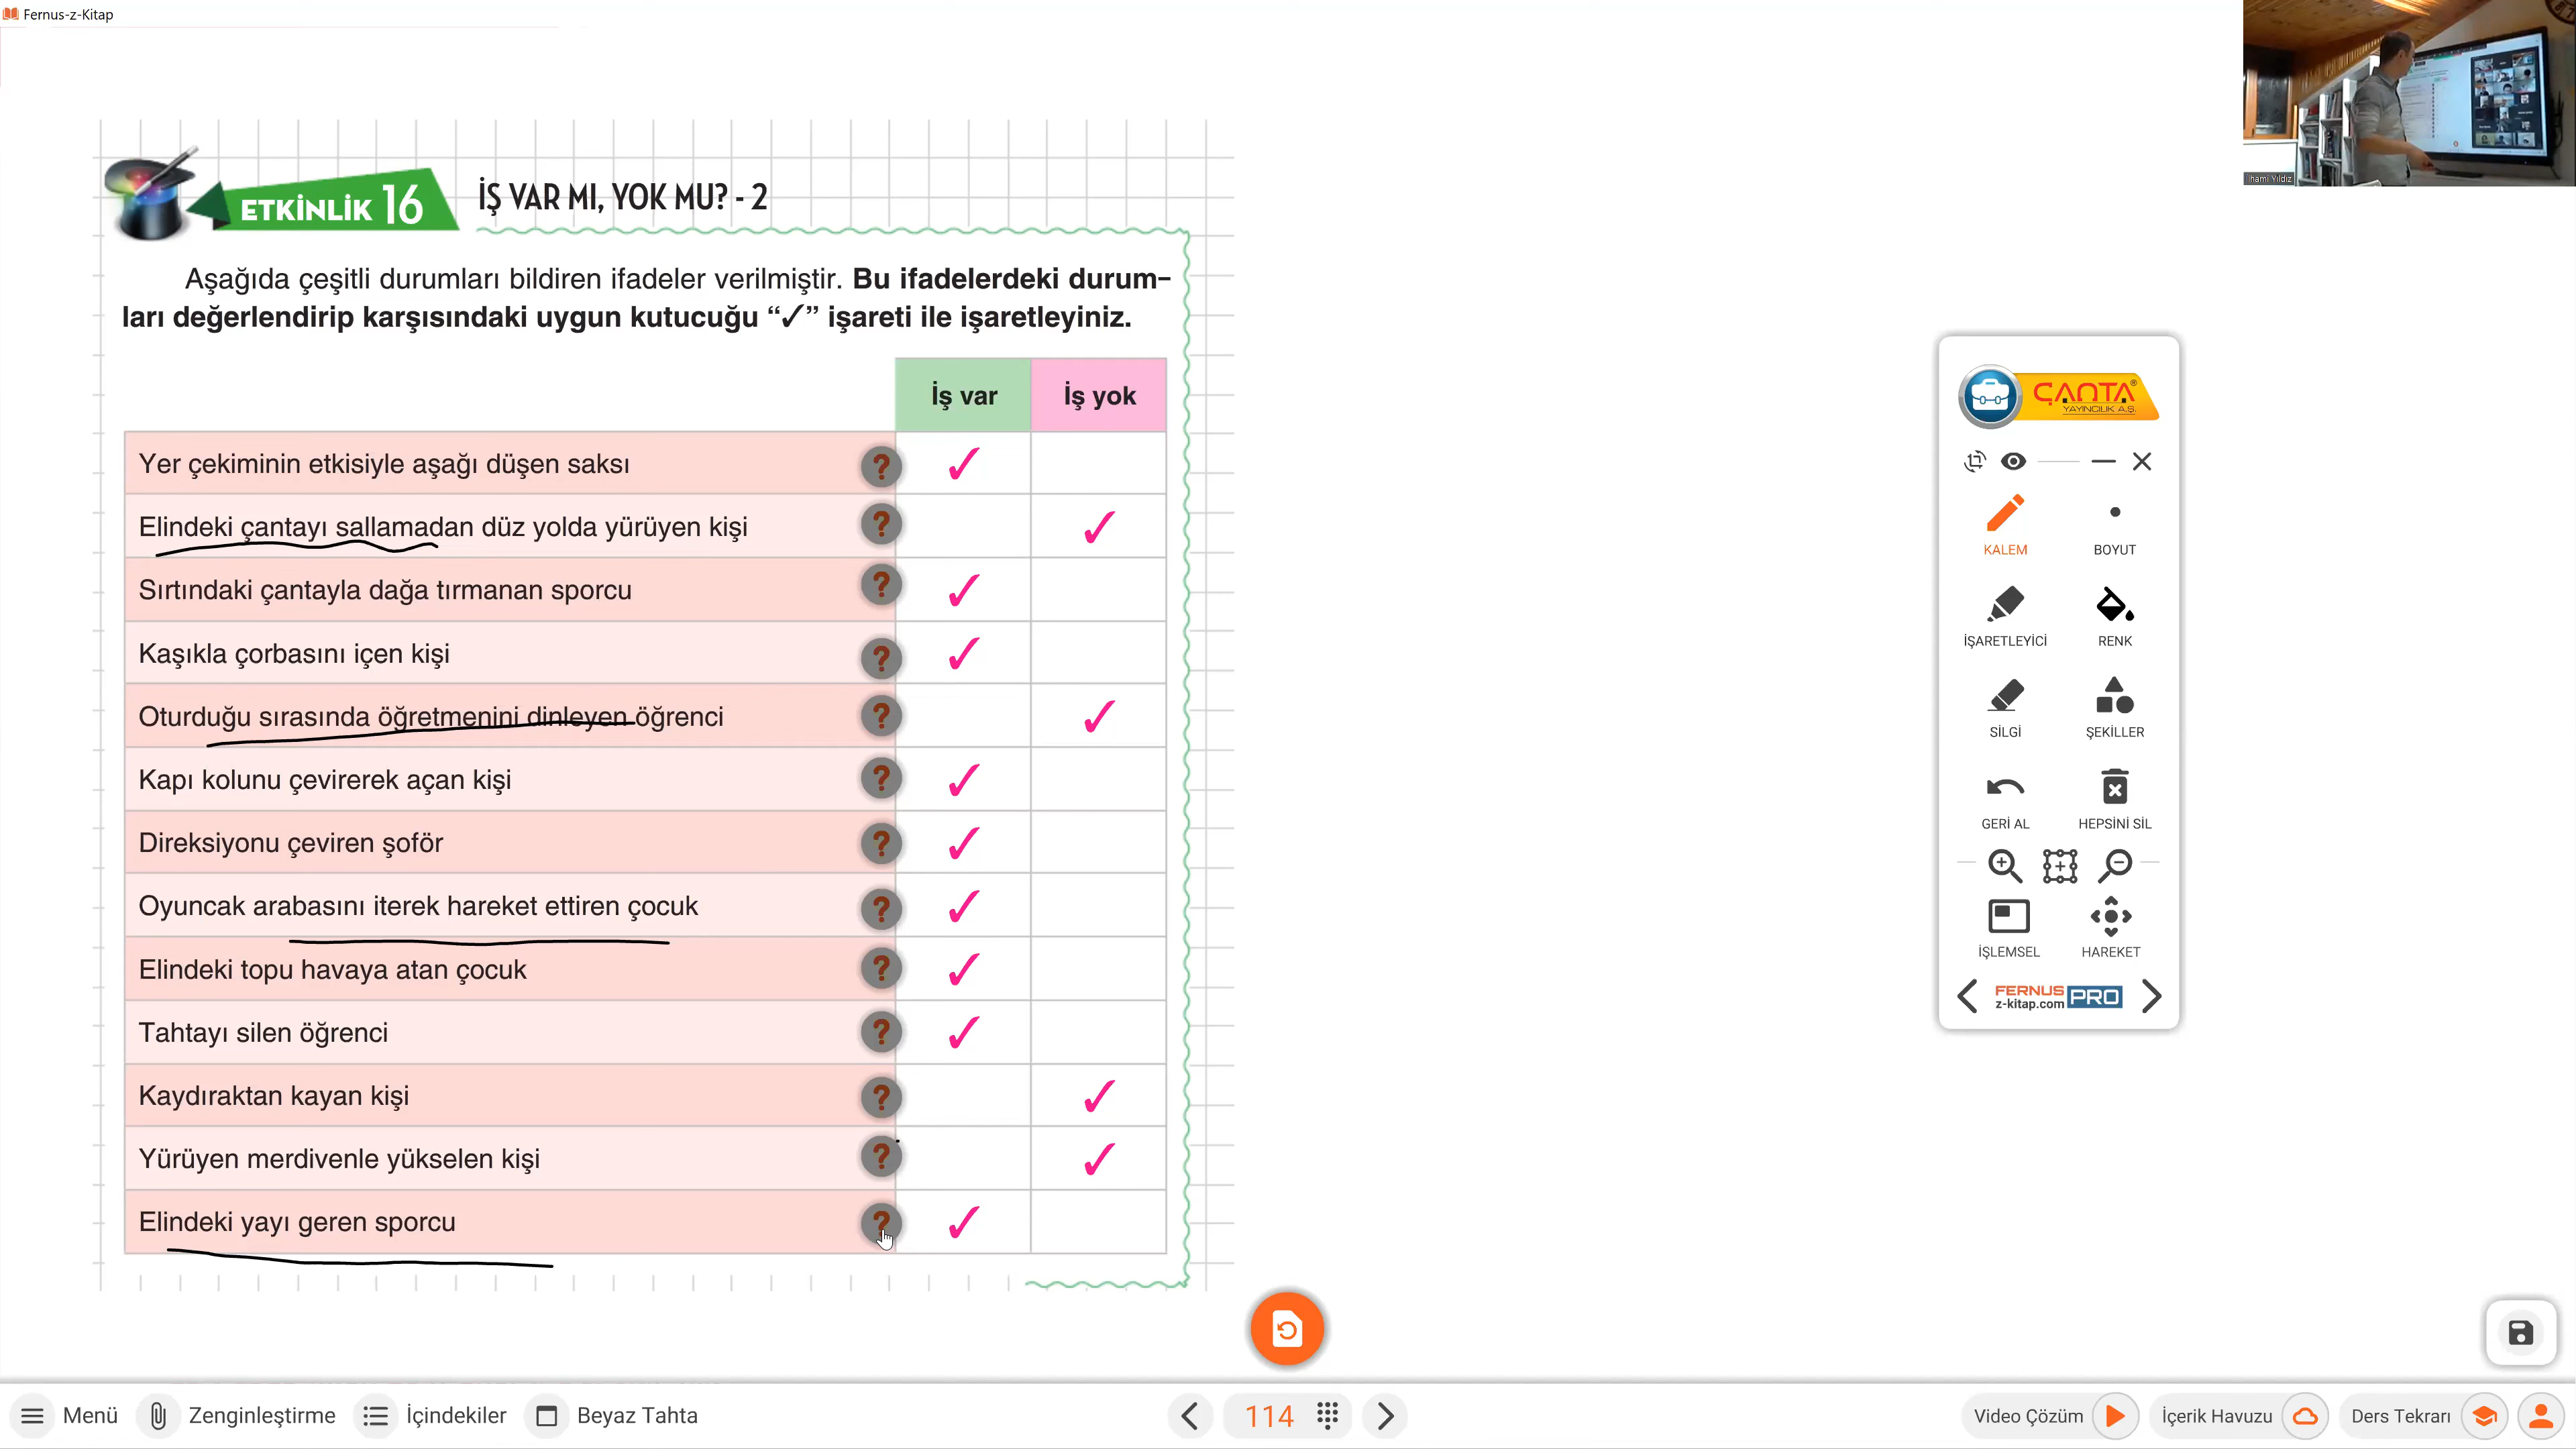 Fernus-z-Kitap
İlhami Yıldız
ETKİNLİK 16
İŞ VAR MI, YOK MU? - 2
Aşağıda çeşitli durumları bildiren ifadeler verilmiştir. Bu ifadelerdeki durum–
ları değerlendirip karşısındaki uygun kutucuğu “✓” işareti ile işaretleyiniz.
İş var İş yok
Yer çekiminin etkisiyle aşağı düşen saksı ? ✓
Elindeki çantayı sallamadan düz yolda yürüyen kişi ? ✓
Sırtındaki çantayla dağa tırmanan sporcu ? ✓
Kaşıkla çorbasını içen kişi ? ✓
Oturduğu sırasında öğretmenini dinleyen öğrenci ? ✓
Kapı kolunu çevirerek açan kişi ? ✓
Direksiyonu çeviren şoför ? ✓
Oyuncak arabasını iterek hareket ettiren çocuk ? ✓
Elindeki topu havaya atan çocuk ? ✓
Tahtayı silen öğrenci ? ✓
Kaydıraktan kayan kişi ? ✓
Yürüyen merdivenle yükselen kişi ? ✓
Elindeki yayı geren sporcu ? ✓
ÇANTA®
YAYINCILIK A.Ş.
KALEM BOYUT
İŞARETLEYİCİ RENK
SİLGİ ŞEKİLLER
GERİ AL HEPSİNİ SİL
İŞLEMSEL HAREKET
FERNUS
z-kitap.com PRO
Menü Zenginleştirme İçindekiler Beyaz Tahta 114 Video Çözüm İçerik Havuzu Ders Tekrarı